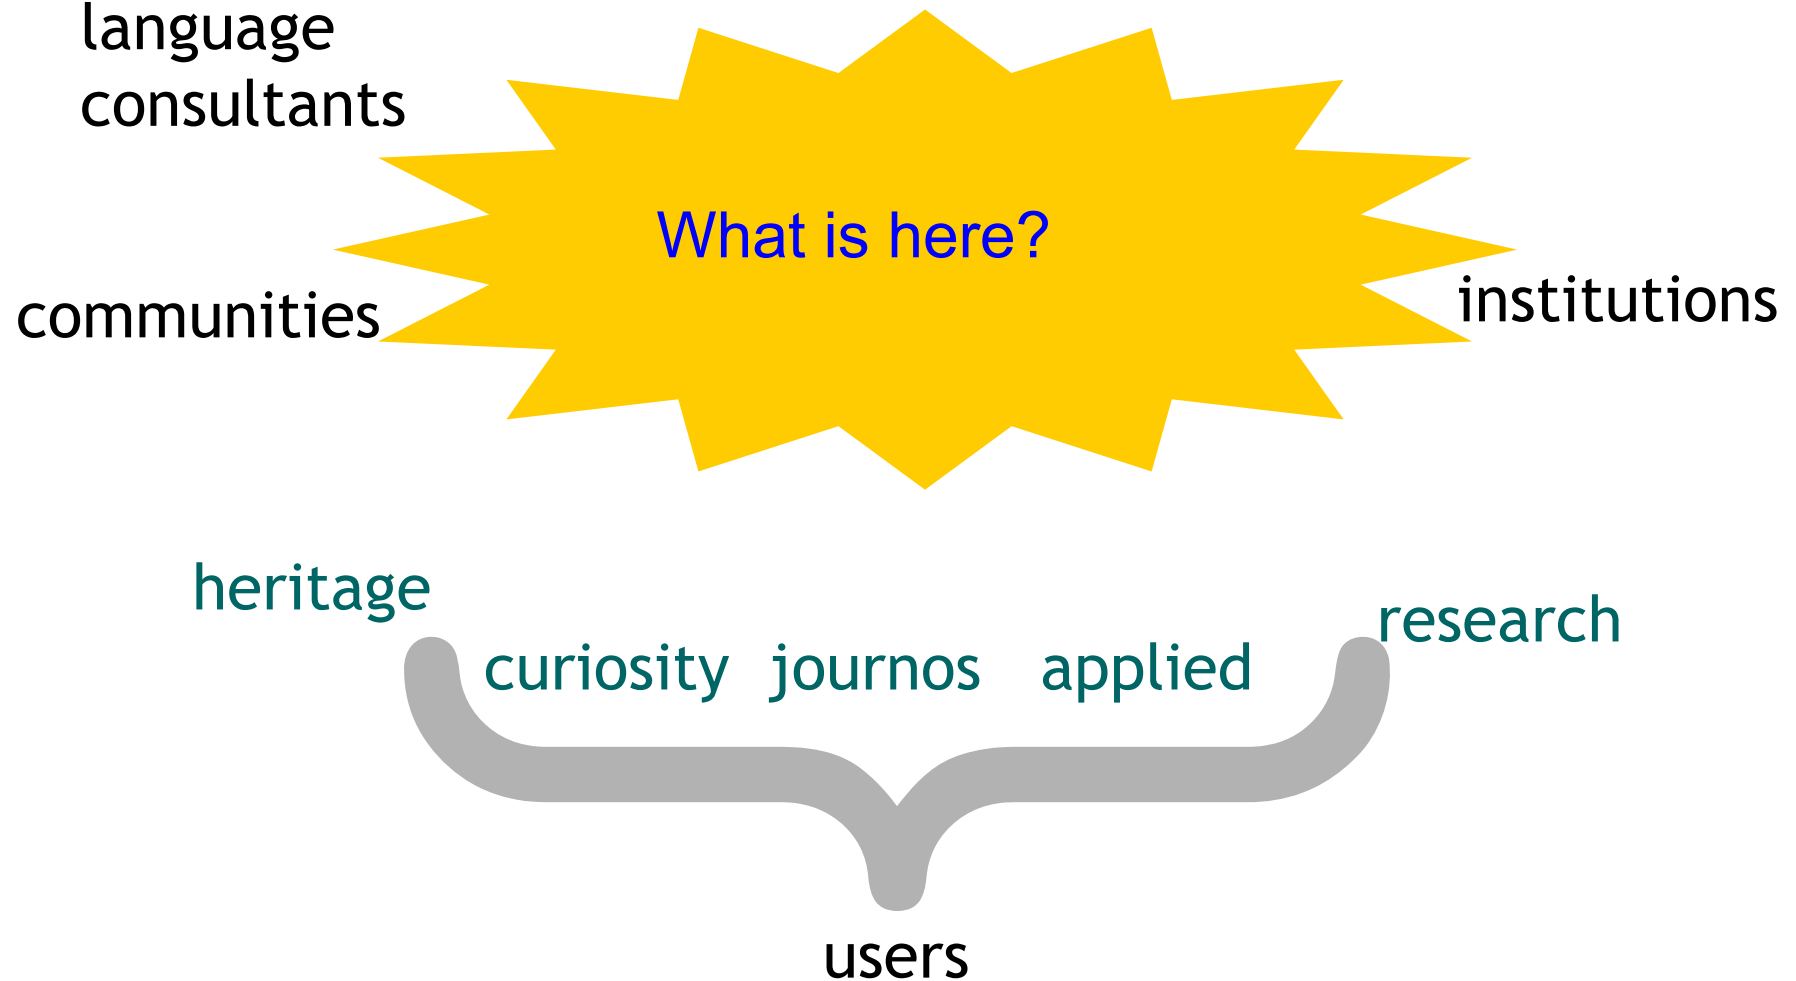 language
consultants
What is here?
communities
institutions
heritage
research
curiosity journos applied
users